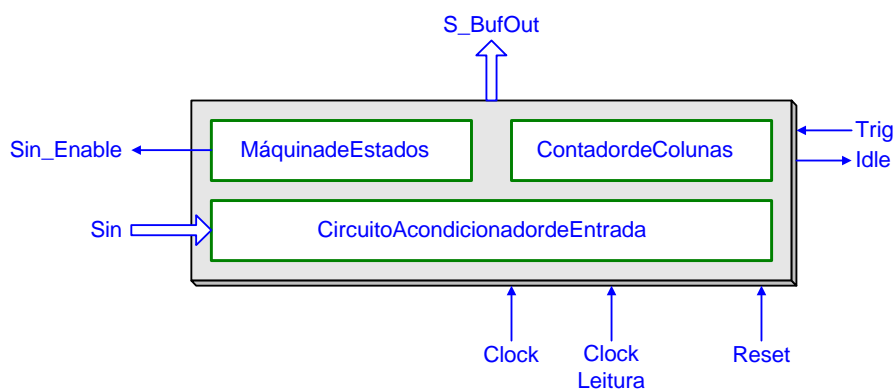 S_BufOut
Sin_Enable
MáquinadeEstados
ContadordeColunas
Trig
Idle
Sin
CircuitoAcondicionadordeEntrada
Clock
Clock
Leitura
Reset